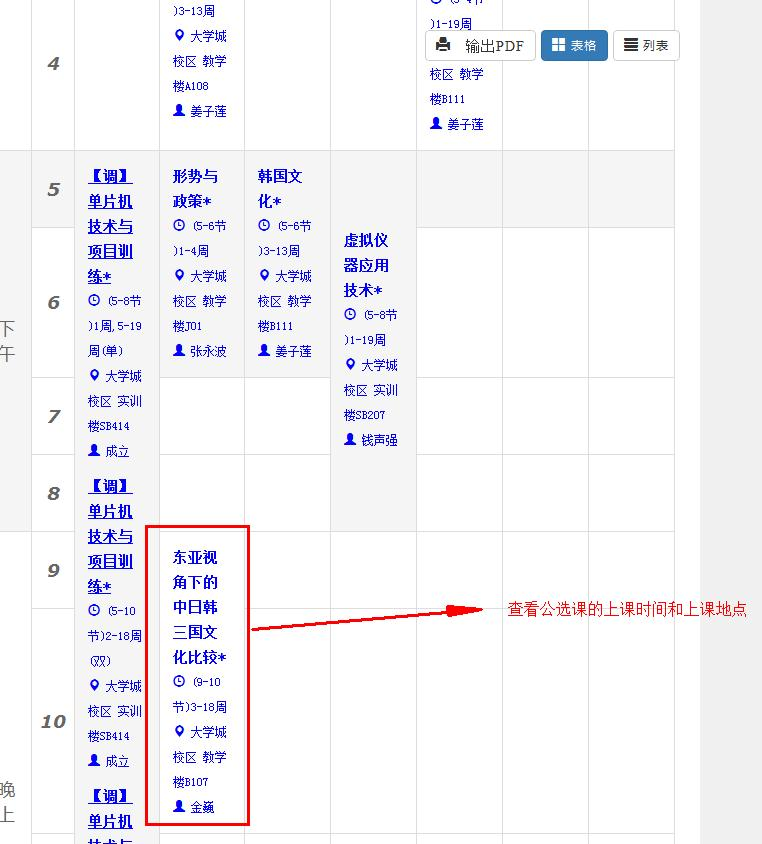 )3-13周
大学城
校区 教学
楼A108
姜子莲
)1-19周
输出PDF
表格
列表
校区 教学
楼B111
姜子莲
4
5
6
7
8
9
10
下
午
晚
上
【调】
单片机
技术与
项目训
练*
(5-8节
)1周,5-19
周(单)
大学城
校区 实训
楼SB414
成立
【调】
单片机
技术与
项目训
练*
(5-10
节)2-18周
(双)
大学城
校区 实训
楼SB414
成立
【调】
单片机
技术与
形势与
政策*
(5-6节
)1-4周
大学城
校区 教学
楼J01
张永波
东亚视
角下的
中日韩
三国文
化比较*
(9-10
节)3-18周
大学城
校区 教学
楼B107
金巍
韩国文
化*
(5-6节
)3-13周
大学城
校区 教学
楼B111
姜子莲
虚拟仪
器应用
技术*
(5-8节
)1-19周
大学城
校区 实训
楼SB207
钱声强
查看公选课的上课时间和上课地点